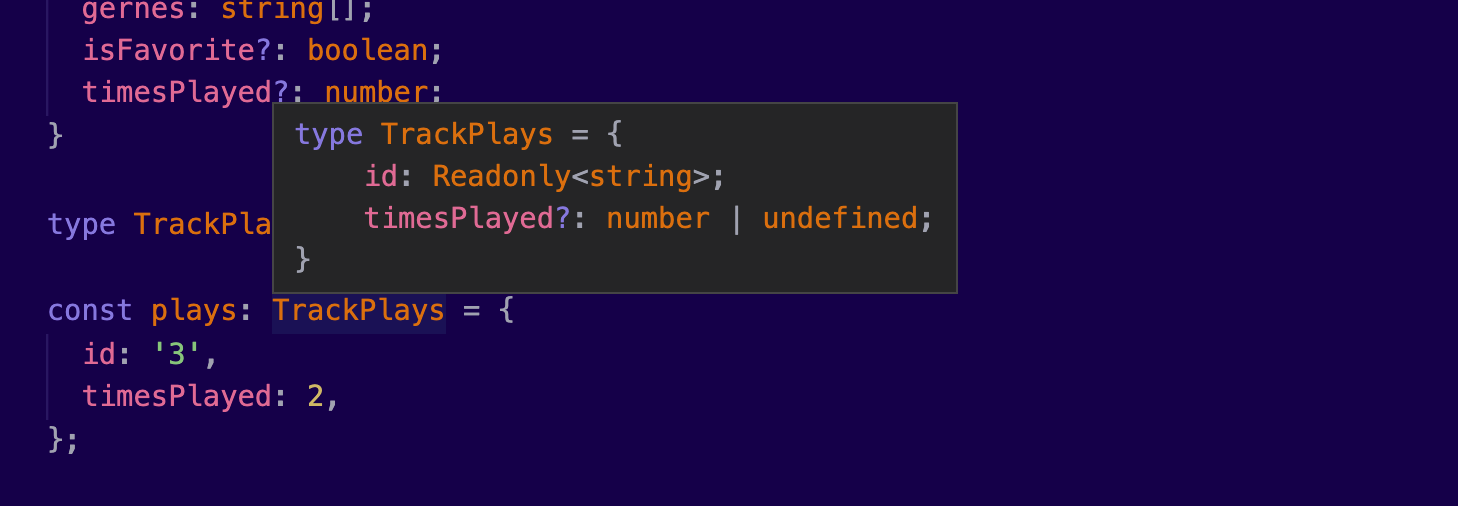 gernes: string[];
isFavorite?: boolean;
timesPlayed?: number;
}
type TrackPlays = {
id: Readonly<string>;
timesPlayed?: number | undefined;
}
type TrackPla
const plays: TrackPlays = {
id: '3',
timesPlayed: 2,
};